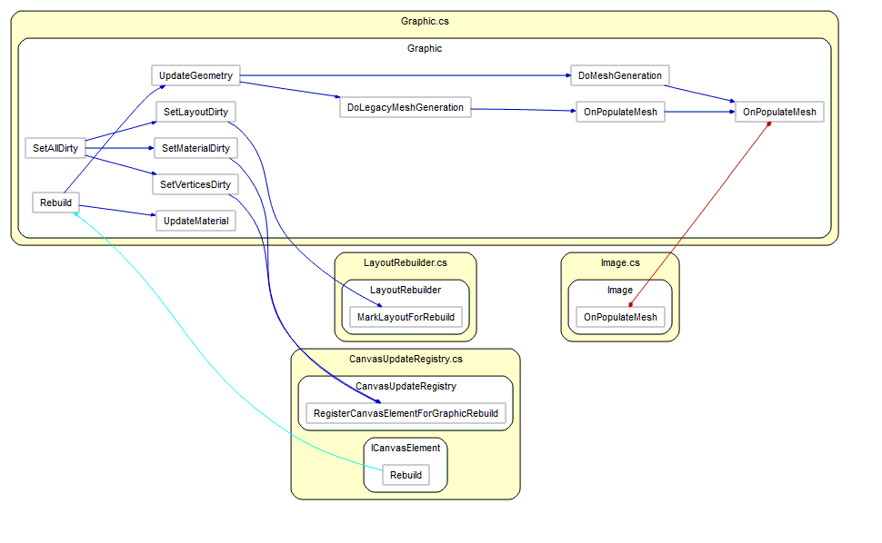 Graphic.cs
Graphic
UpdateGeometry
DoMeshGeneration
DoLegacyMeshGeneration
OnPopulateMesh
OnPopulateMesh
SetLayoutDirty
SetAllDirty
SetMaterialDirty
SetVerticesDirty
Rebuild
UpdateMaterial
LayoutRebuilder.cs
LayoutRebuilder
MarkLayoutForRebuild
Image.cs
Image
OnPopulateMesh
CanvasUpdateRegistry.cs
CanvasUpdateRegistry
RegisterCanvasElementForGraphicRebuild
ICanvasElement
Rebuild